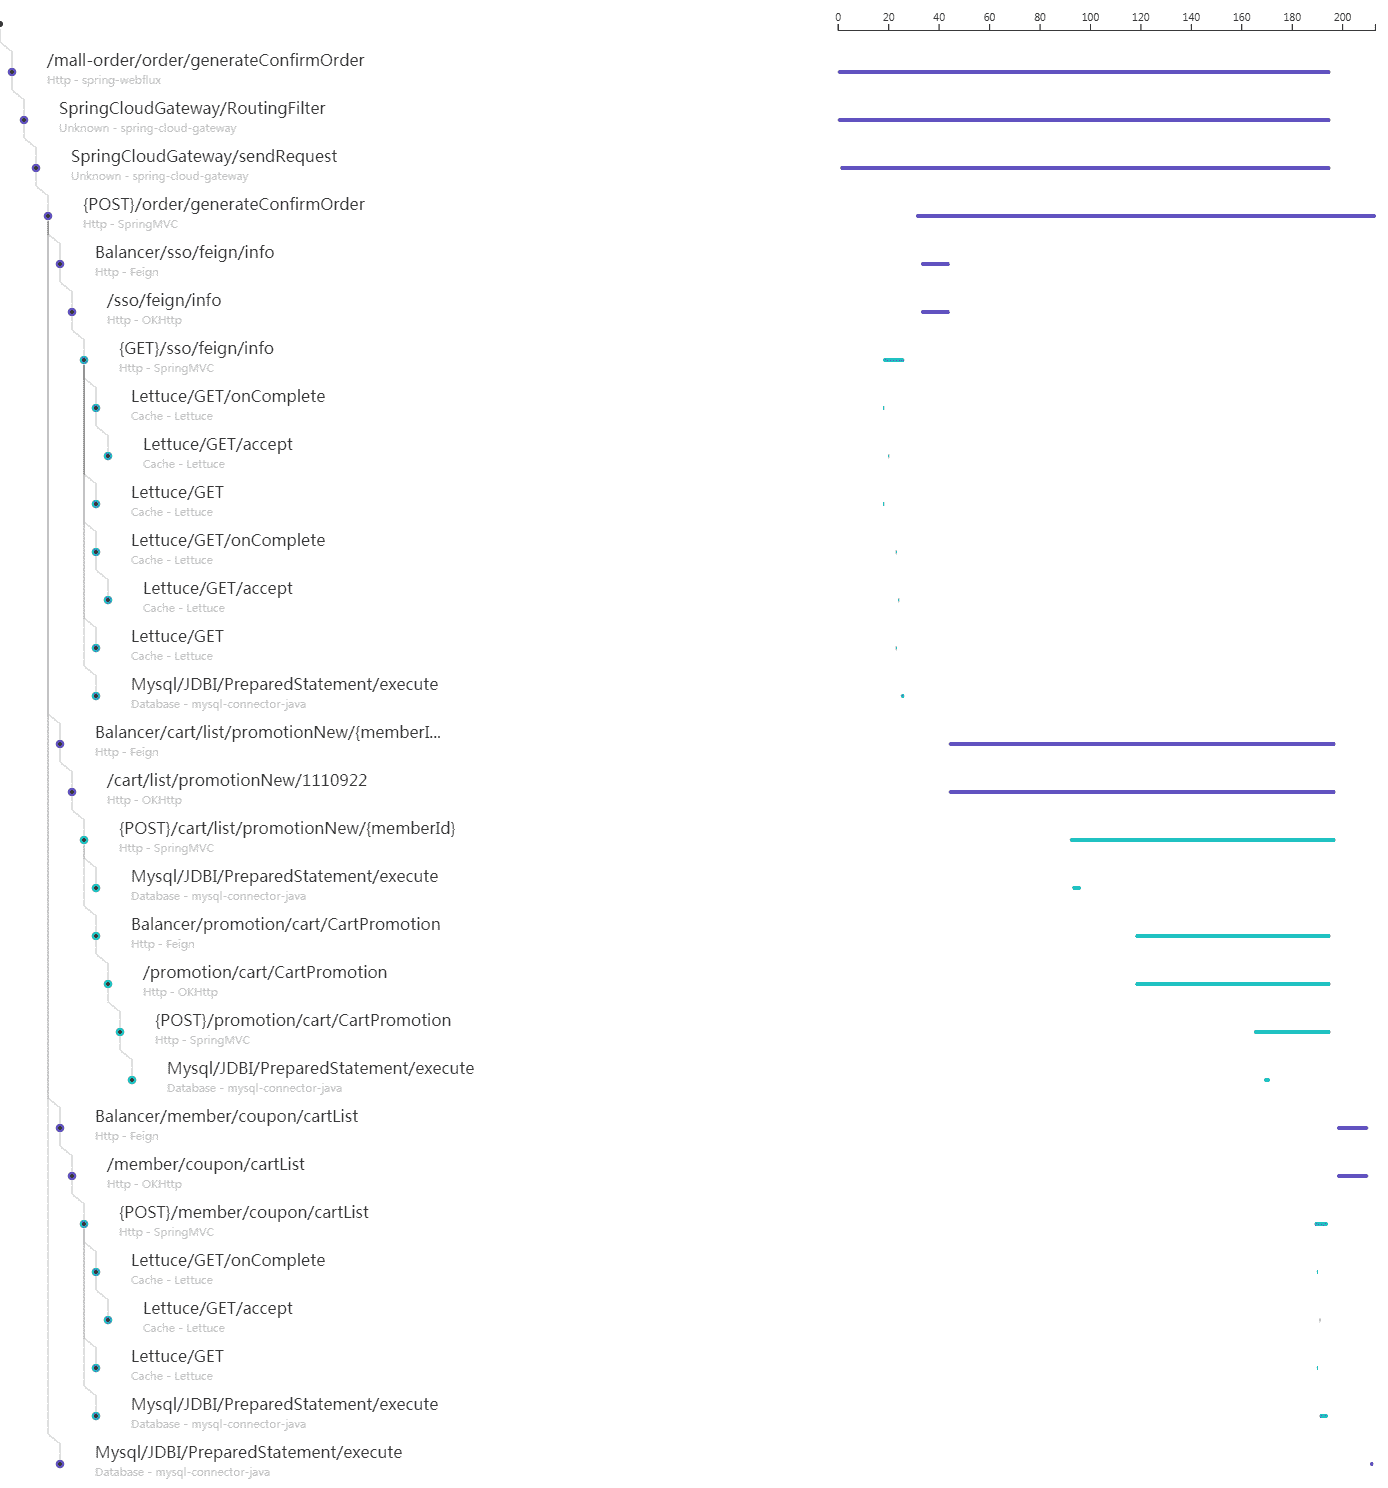 0 20 40 60 80 100 120 140 160 180 200
/mall-order/order/generateConfirmOrder
Http - spring-webflux
SpringCloudGateway/RoutingFilter
Unknown - spring-cloud-gateway
SpringCloudGateway/sendRequest
Unknown - spring-cloud-gateway
{POST}/order/generateConfirmOrder
Http - SpringMVC
Balancer/sso/feign/info
Http - Feign
/sso/feign/info
Http - OKHttp
{GET}/sso/feign/info
Http - SpringMVC
Lettuce/GET/onComplete
Cache - Lettuce
Lettuce/GET/accept
Cache - Lettuce
Lettuce/GET
Cache - Lettuce
Lettuce/GET/onComplete
Cache - Lettuce
Lettuce/GET/accept
Cache - Lettuce
Lettuce/GET
Cache - Lettuce
Mysql/JDBI/PreparedStatement/execute
Database - mysql-connector-java
Balancer/cart/list/promotionNew/{memberI...
Http - Feign
/cart/list/promotionNew/1110922
Http - OKHttp
{POST}/cart/list/promotionNew/{memberId}
Http - SpringMVC
Mysql/JDBI/PreparedStatement/execute
Database - mysql-connector-java
Balancer/promotion/cart/CartPromotion
Http - Feign
/promotion/cart/CartPromotion
Http - OKHttp
{POST}/promotion/cart/CartPromotion
Http - SpringMVC
Mysql/JDBI/PreparedStatement/execute
Database - mysql-connector-java
Balancer/member/coupon/cartList
Http - Feign
/member/coupon/cartList
Http - OKHttp
{POST}/member/coupon/cartList
Http - SpringMVC
Lettuce/GET/onComplete
Cache - Lettuce
Lettuce/GET/accept
Cache - Lettuce
Lettuce/GET
Cache - Lettuce
Mysql/JDBI/PreparedStatement/execute
Database - mysql-connector-java
Mysql/JDBI/PreparedStatement/execute
Database - mysql-connector-java